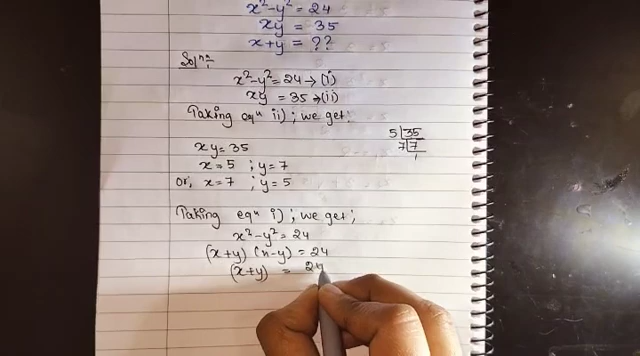 x² - y² = 24
xy = 35
x+y = ??
Solⁿ:
x² - y² = 24 → (i)
xy = 35 → (ii)
Taking eqⁿ ii) ; we get:
5 | 35
7 | 7
1
xy = 35
x = 5 ; y = 7
Or, x = 7 ; y = 5
Taking eqⁿ i) ; we get ;
x² - y² = 24
(x+y) (x-y) = 24
(x+y) = 24